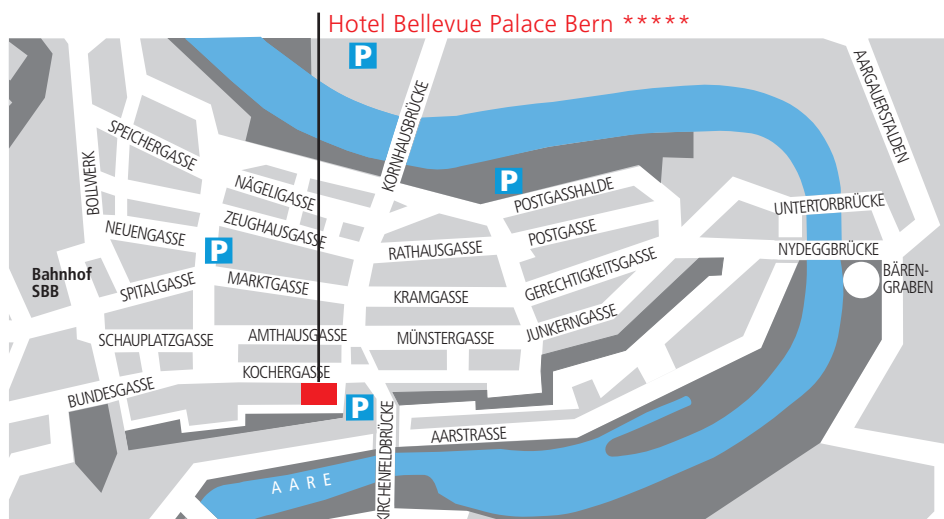 Hotel Bellevue Palace Bern *****
P
AARGAUERSTALDEN
KORNHAUSBRÜCKE
SPEICHERGASSE
BOLLWERK
NÄGELIGASSE
P
POSTGASSHALDE
UNTERTORBRÜCKE
ZEUGHAUSGASSE
NEUENGASSE
P
RATHAUSGASSE
POSTGASSE
NYDEGGBRÜCKE
Bahnhof
SBB
SPITALGASSE
MARKTGASSE
KRAMGASSE
GERECHTIGKEITSGASSE
BÄREN-
GRABEN
SCHAUPLATZGASSE
AMTHAUSGASSE
MÜNSTERGASSE
JUNKERNGASSE
KOCHERGASSE
BUNDESGASSE
P
KIRCHENFELDBRÜCKE
AARSTRASSE
AARE